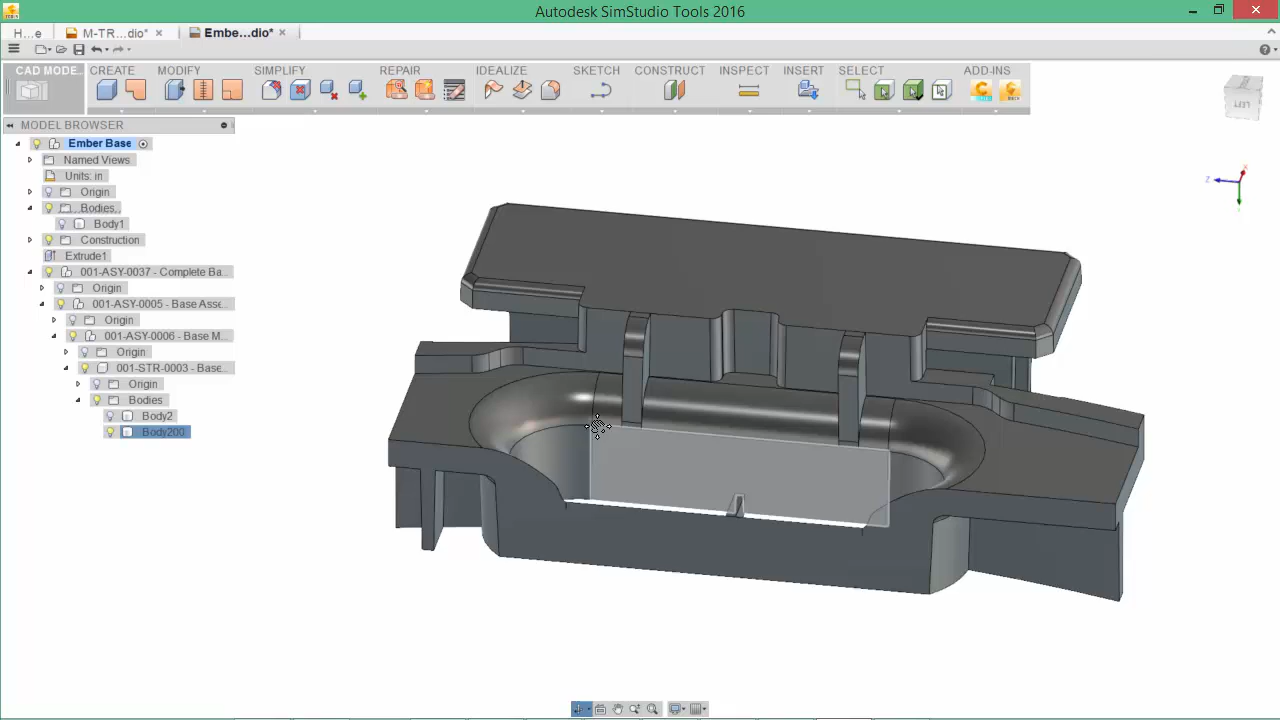 Autodesk SimStudio Tools 2016
H...e
M-TR...dio*
Embe...dio*
CAD MODE...
CREATE
MODIFY
SIMPLIFY
REPAIR
IDEALIZE
SKETCH
CONSTRUCT
INSPECT
INSERT
SELECT
ADD-INS
MODEL BROWSER
LEFT
Ember Base
Named Views
Units: in
Origin
Bodies
Body1
Construction
Extrude1
001-ASY-0037 - Complete Ba...
Origin
001-ASY-0005 - Base Asse...
Origin
001-ASY-0006 - Base M...
Origin
001-STR-0003 - Base...
Origin
Bodies
Body2
Body200
Z
X